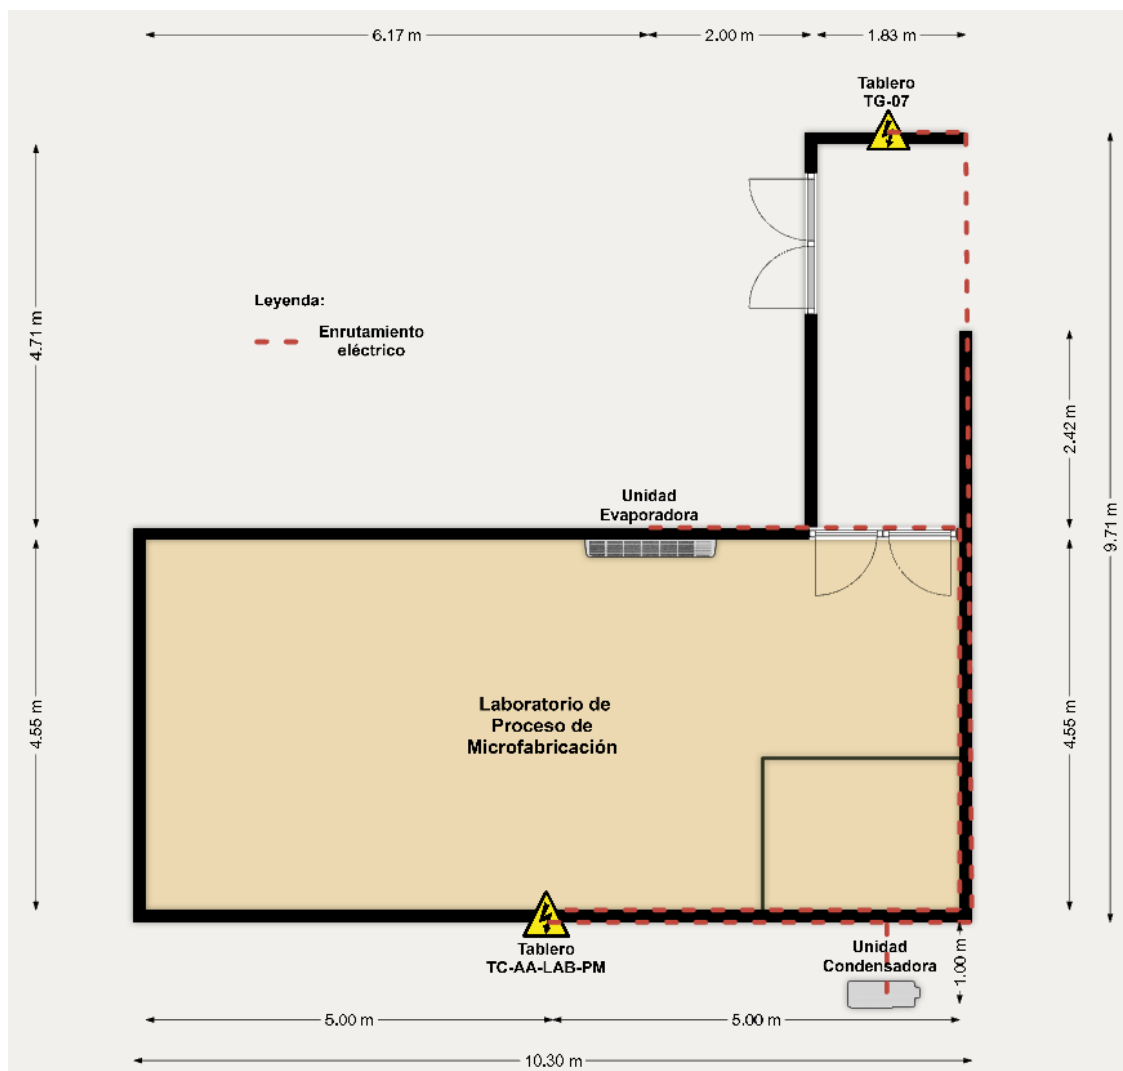 6.17 m
2.00 m
1.83 m
Tablero
TG-07
4.71 m
Leyenda:
Enrutamiento
eléctrico
2.42 m
9.71 m
Unidad
Evaporadora
4.55 m
Laboratorio de
Proceso de
Microfabricación
4.55 m
Tablero
TC-AA-LAB-PM
Unidad
Condensadora
1.00 m
5.00 m
5.00 m
10.30 m